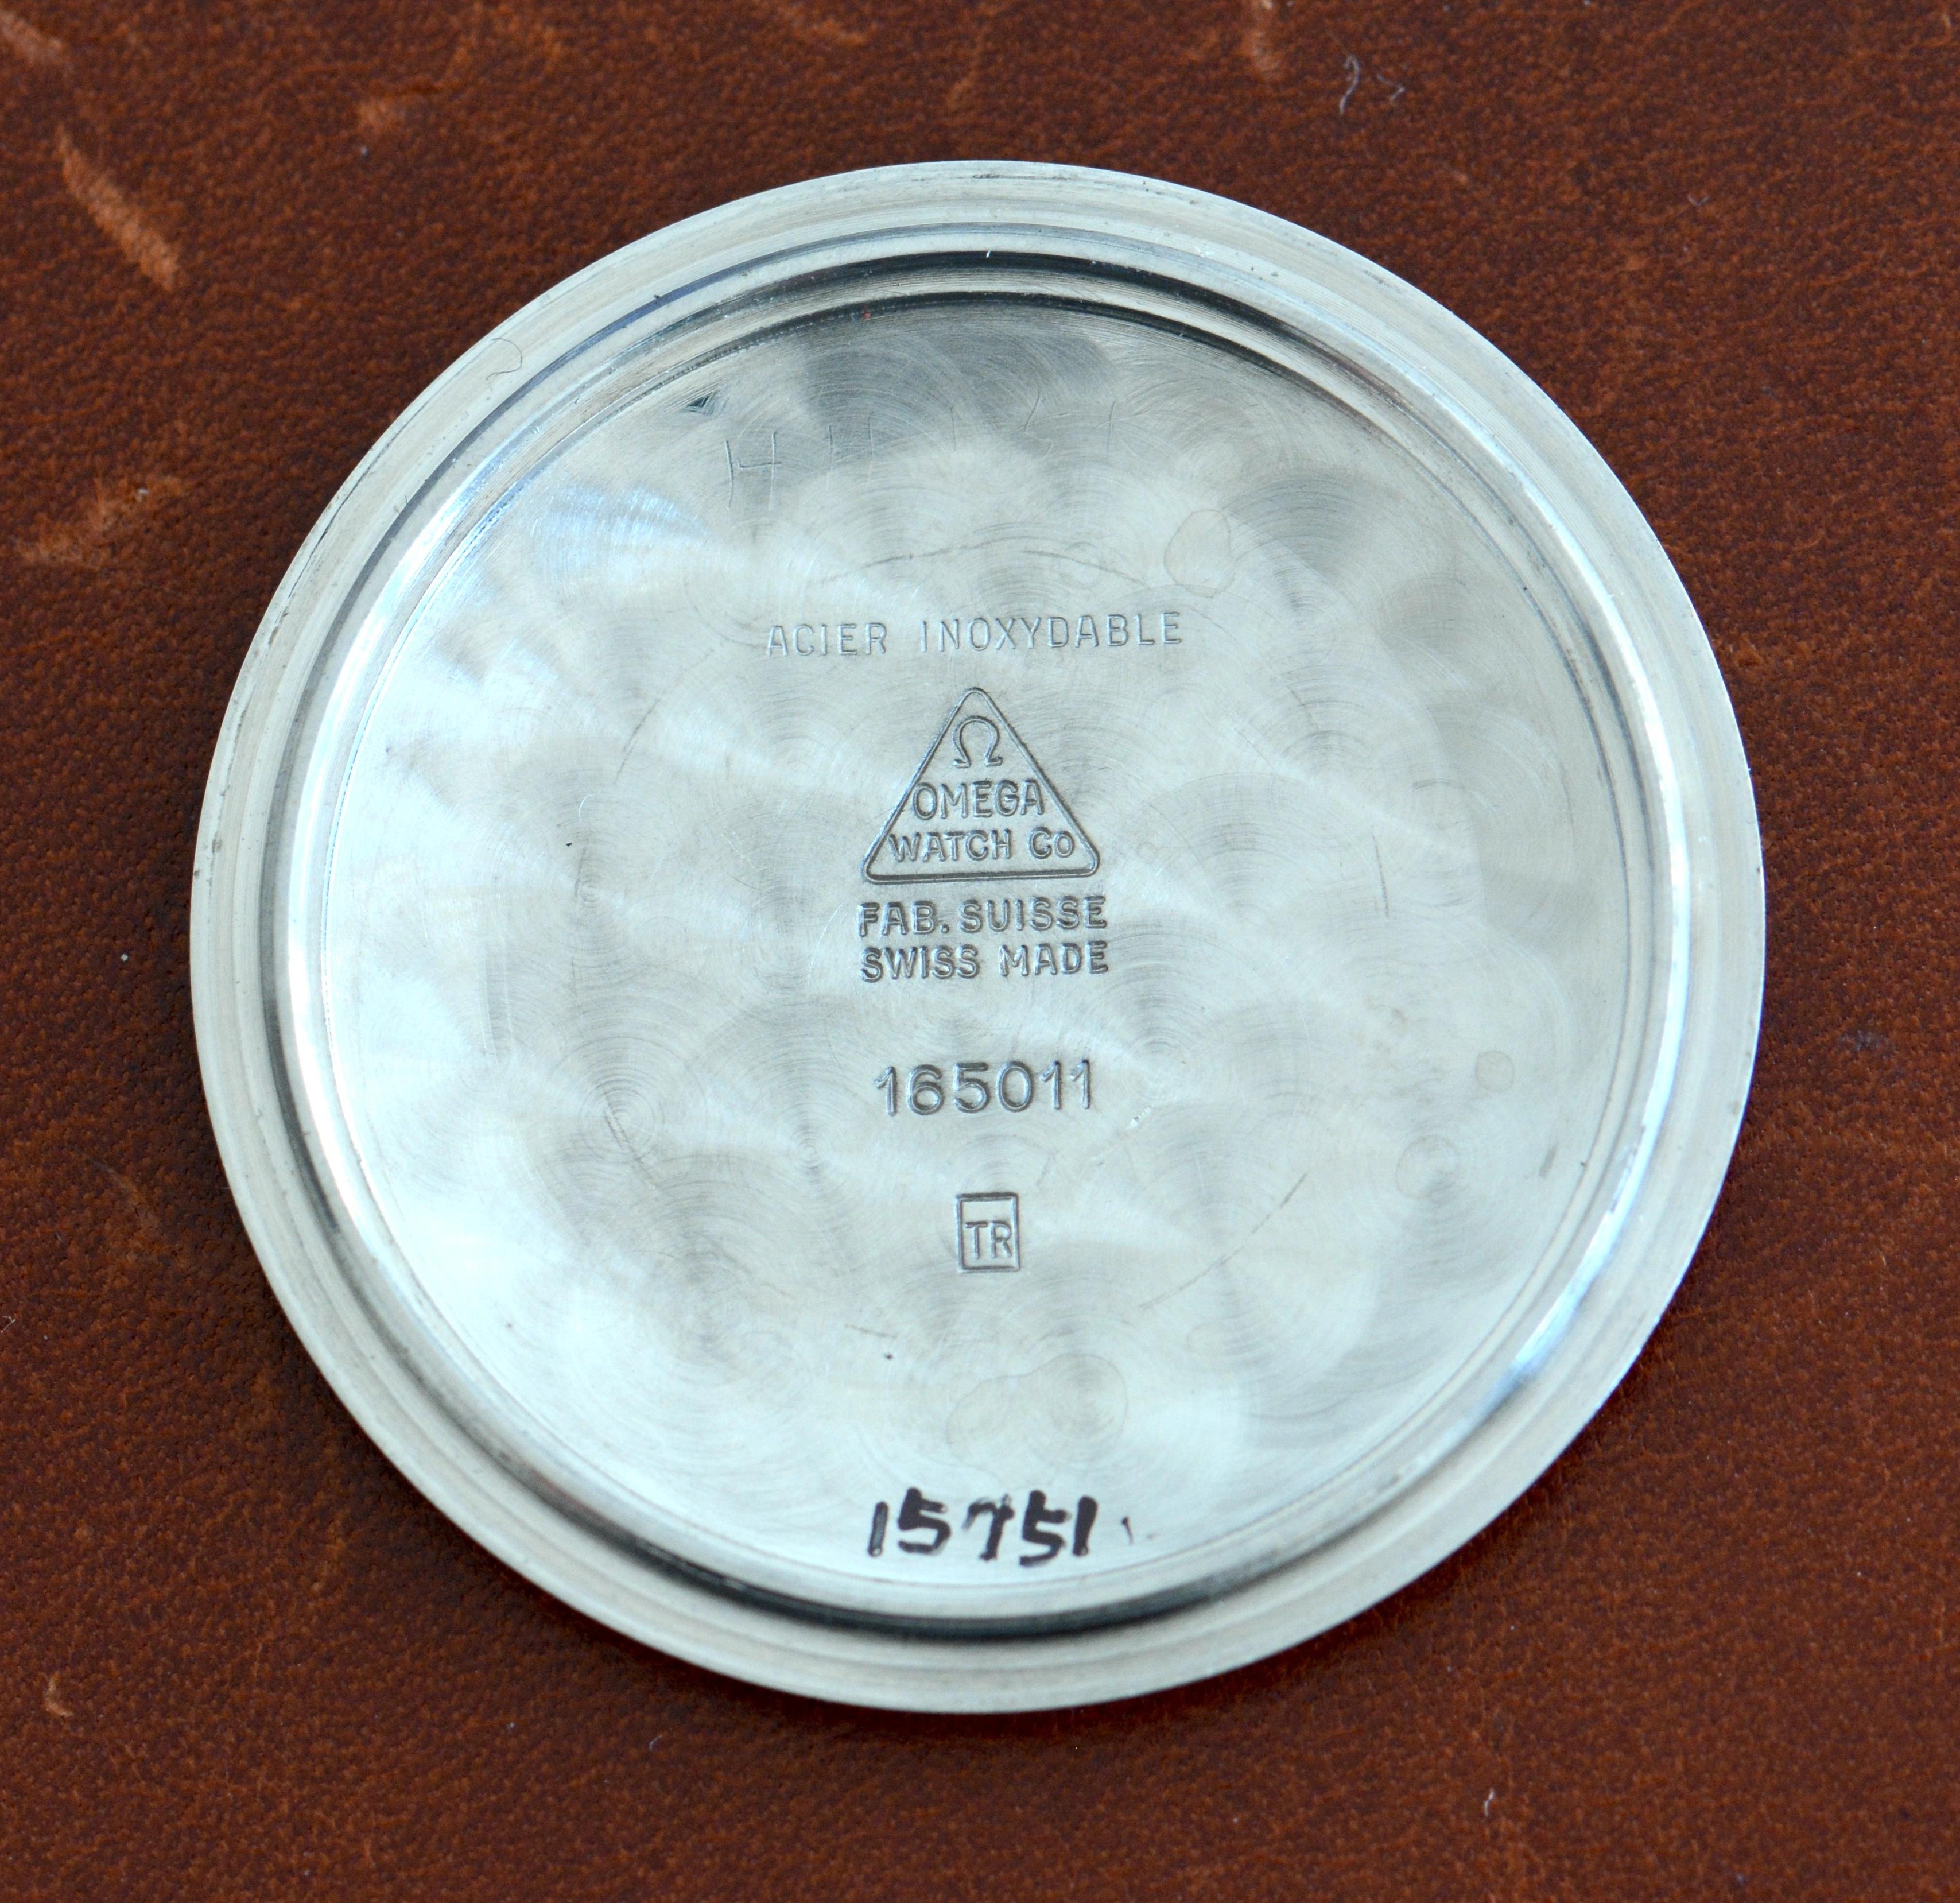 ACIER INOXYDABLE
Ω
OMEGA
WATCH Co
FAB. SUISSE
SWISS MADE
165011
TR
15751